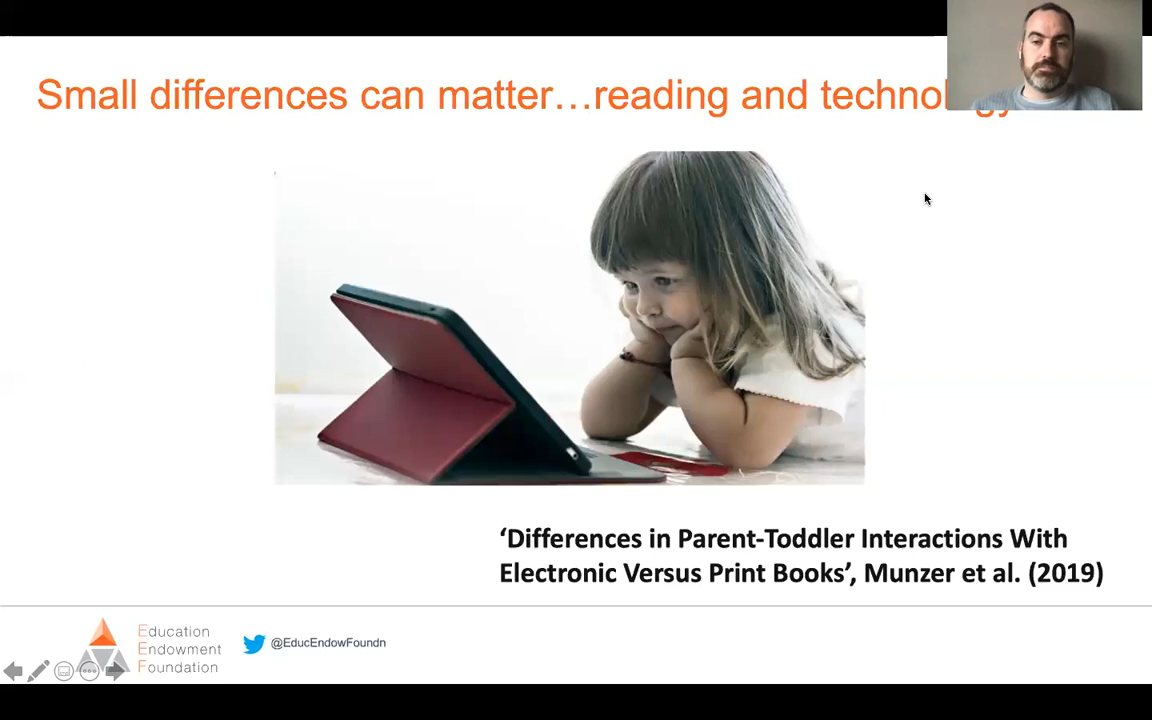 Small differences can matter…reading and technology
‘Differences in Parent-Toddler Interactions With
Electronic Versus Print Books’, Munzer et al. (2019)
Education
Endowment
Foundation
@EducEndowFoundn